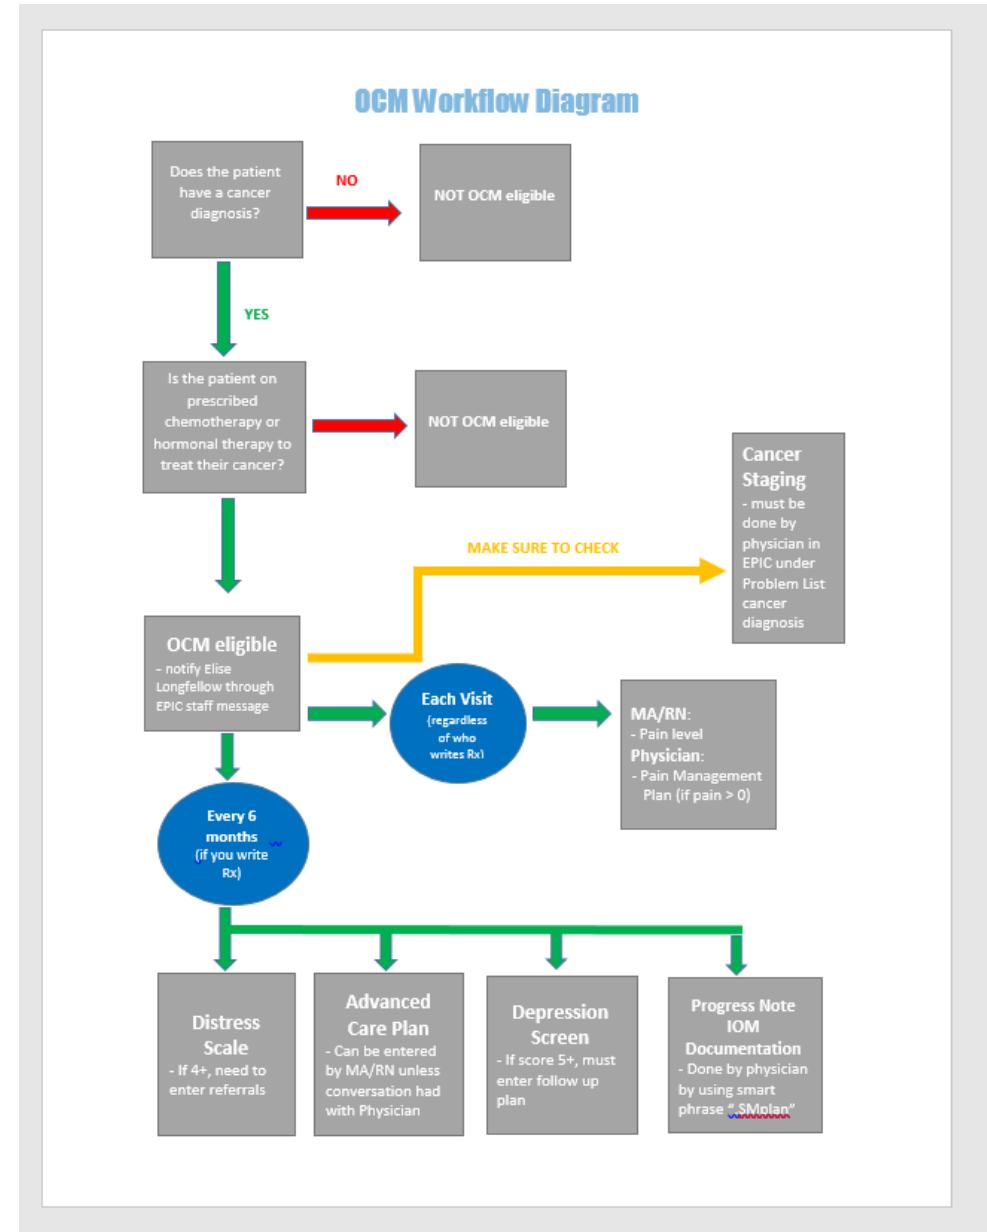 OCM Workflow Diagram
Does the patient
have a cancer
diagnosis?
NO
NOT OCM eligible
YES
Is the patient on
prescribed
chemotherapy or
hormonal therapy to
treat their cancer?
NOT OCM eligible
Cancer
Staging
- must be
done by
physician in
EPIC under
Problem List
cancer
diagnosis
MAKE SURE TO CHECK
OCM eligible
– notify Elise
Longfellow through
EPIC staff message
Each Visit
(regardless
of who
writes Rx)
MA/RN:
- Pain level
Physician:
- Pain Management
Plan (if pain > 0)
Every 6
months
(if you write
Rx)
Distress
Scale
- If 4+, need to
enter referrals
Advanced
Care Plan
- Can be entered
by MA/RN unless
conversation had
with Physician
Depression
Screen
- If score 5+, must
enter follow up
plan
Progress Note
IOM
Documentation
- Done by physician
by using smart
phrase “.SMplan”